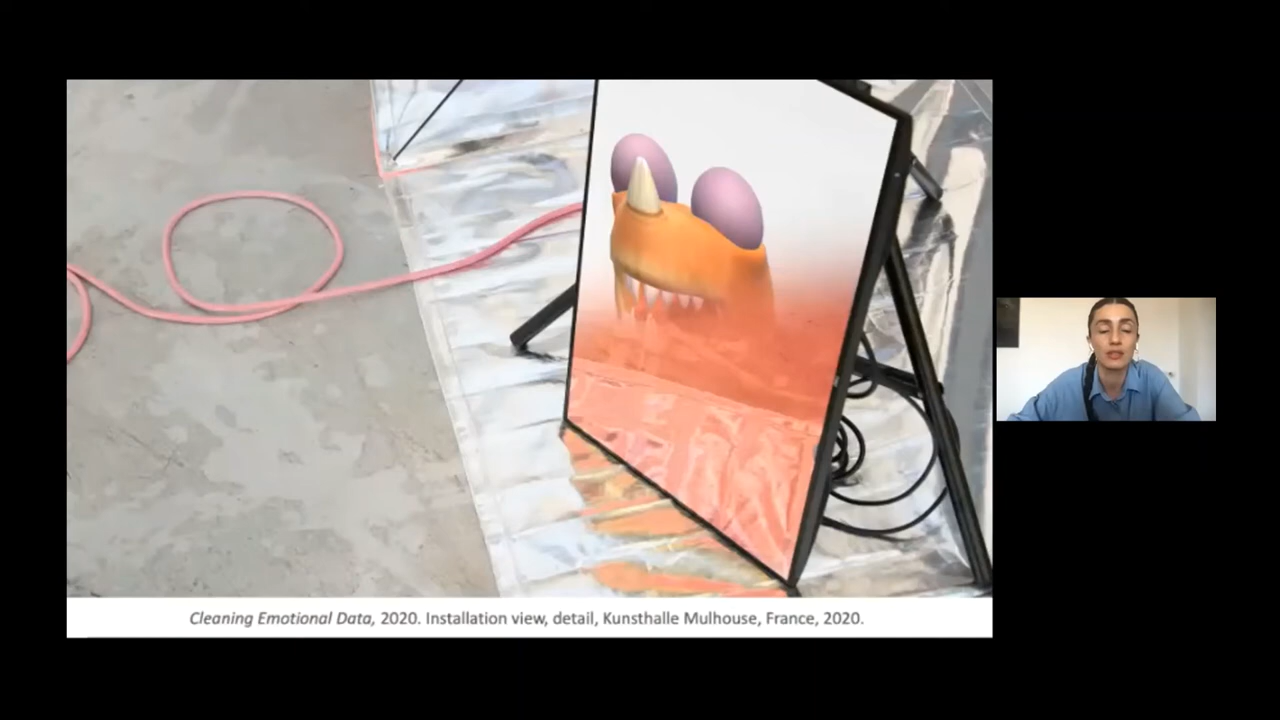 Cleaning Emotional Data, 2020. Installation view, detail, Kunsthalle Mulhouse, France, 2020.